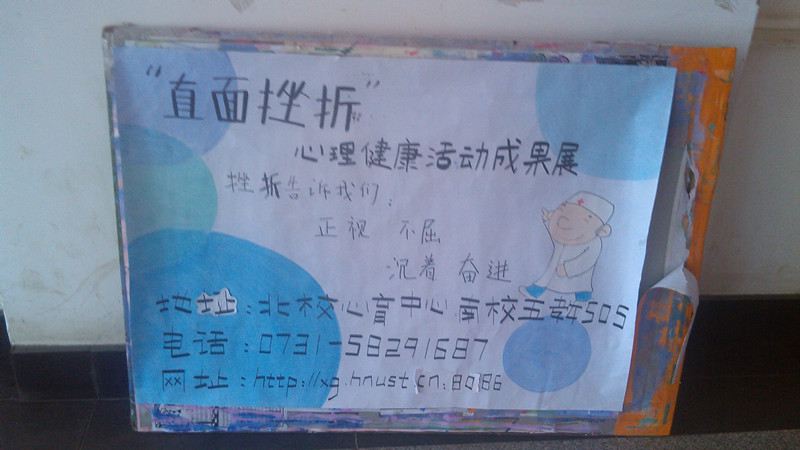 “直面挫折”
心理健康活动成果展
挫折告诉我们：
正视 不屈
沉着 奋进
地址：北校心育中心 南校五教505
电话：0731-58291687
网址：http://xg.hnust.cn:80186